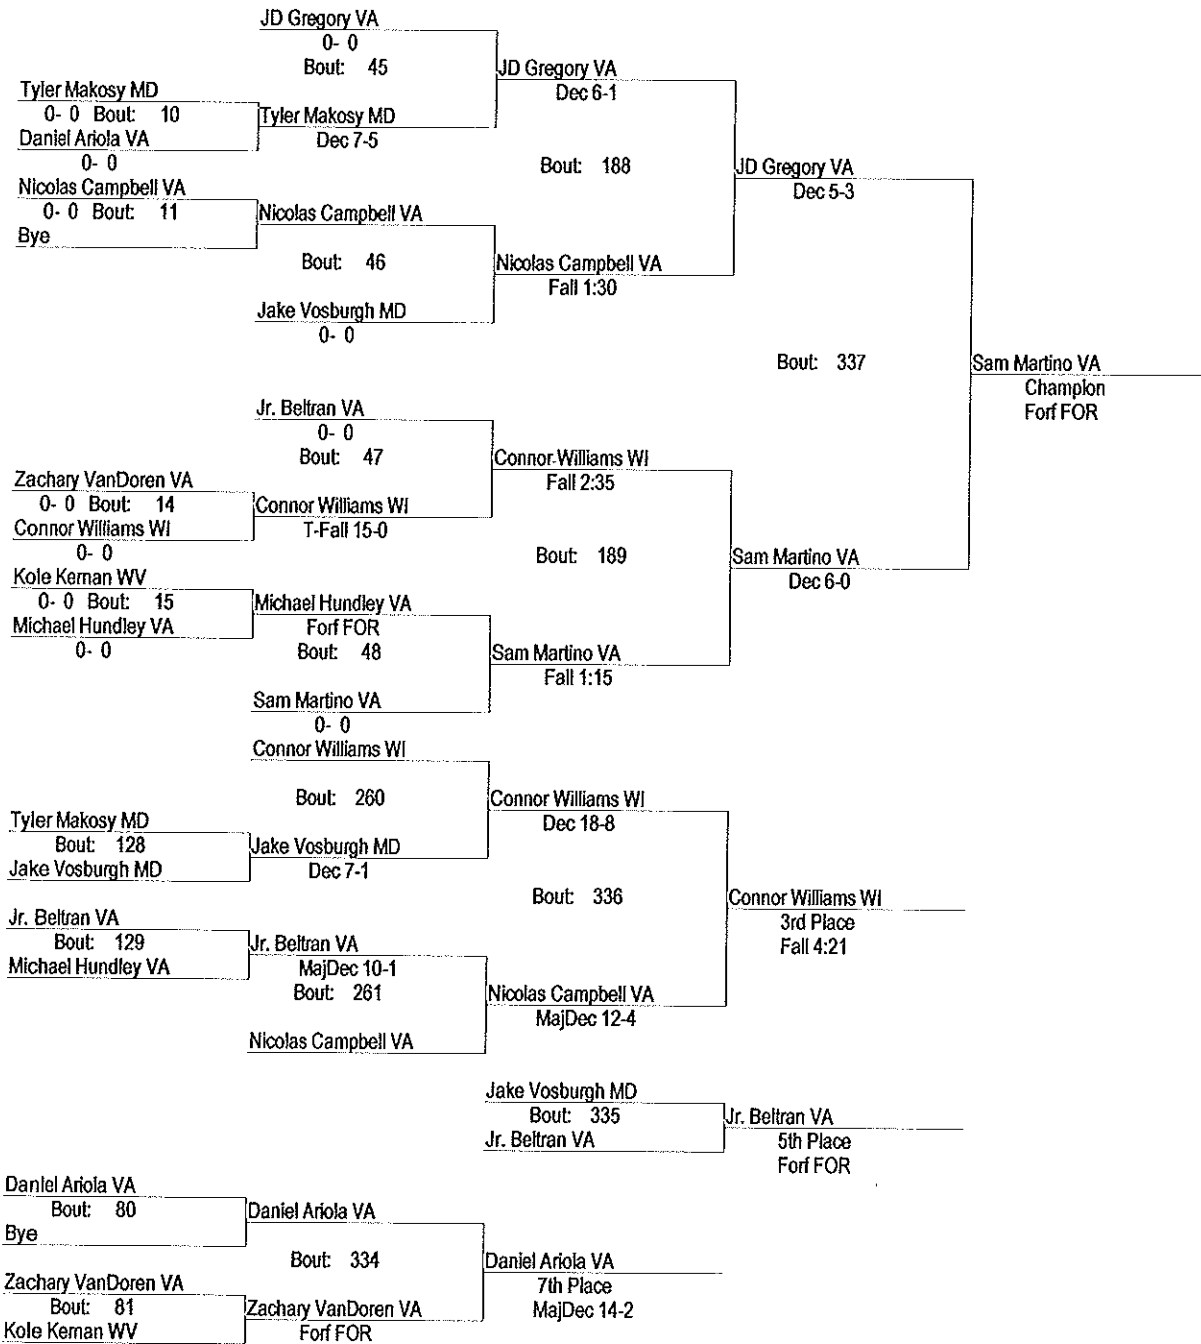 JD Gregory VA
0- 0
Bout: 45
JD Gregory VA
Dec 6-1
Tyler Makosy MD
0- 0 Bout: 10
Tyler Makosy MD
Dec 7-5
Daniel Ariola VA
0- 0
Bout: 188
JD Gregory VA
Dec 5-3
Nicolas Campbell VA
0- 0 Bout: 11
Nicolas Campbell VA
Bye
Bout: 46
Nicolas Campbell VA
Fall 1:30
Jake Vosburgh MD
0- 0
Bout: 337
Sam Martino VA
Champion
Forf FOR
Jr. Beltran VA
0- 0
Bout: 47
Connor Williams WI
Fall 2:35
Zachary VanDoren VA
0- 0 Bout: 14
Connor Williams WI
T-Fall 15-0
Connor Williams WI
0- 0
Bout: 189
Sam Martino VA
Dec 6-0
Kole Kernan WV
0- 0 Bout: 15
Michael Hundley VA
Forf FOR
Michael Hundley VA
0- 0
Bout: 48
Sam Martino VA
Fall 1:15
Sam Martino VA
0- 0
Connor Williams WI
Bout: 260
Connor Williams WI
Dec 18-8
Tyler Makosy MD
Bout: 128
Jake Vosburgh MD
Dec 7-1
Jake Vosburgh MD
Bout: 336
Connor Williams WI
3rd Place
Fall 4:21
Jr. Beltran VA
Bout: 129
Jr. Beltran VA
MajDec 10-1
Michael Hundley VA
Bout: 261
Nicolas Campbell VA
MajDec 12-4
Nicolas Campbell VA
Jake Vosburgh MD
Bout: 335
Jr. Beltran VA
Jr. Beltran VA
5th Place
Forf FOR
Daniel Ariola VA
Bout: 80
Daniel Ariola VA
Bye
Bout: 334
Daniel Ariola VA
7th Place
MajDec 14-2
Zachary VanDoren VA
Bout: 81
Zachary VanDoren VA
Forf FOR
Kole Kernan WV